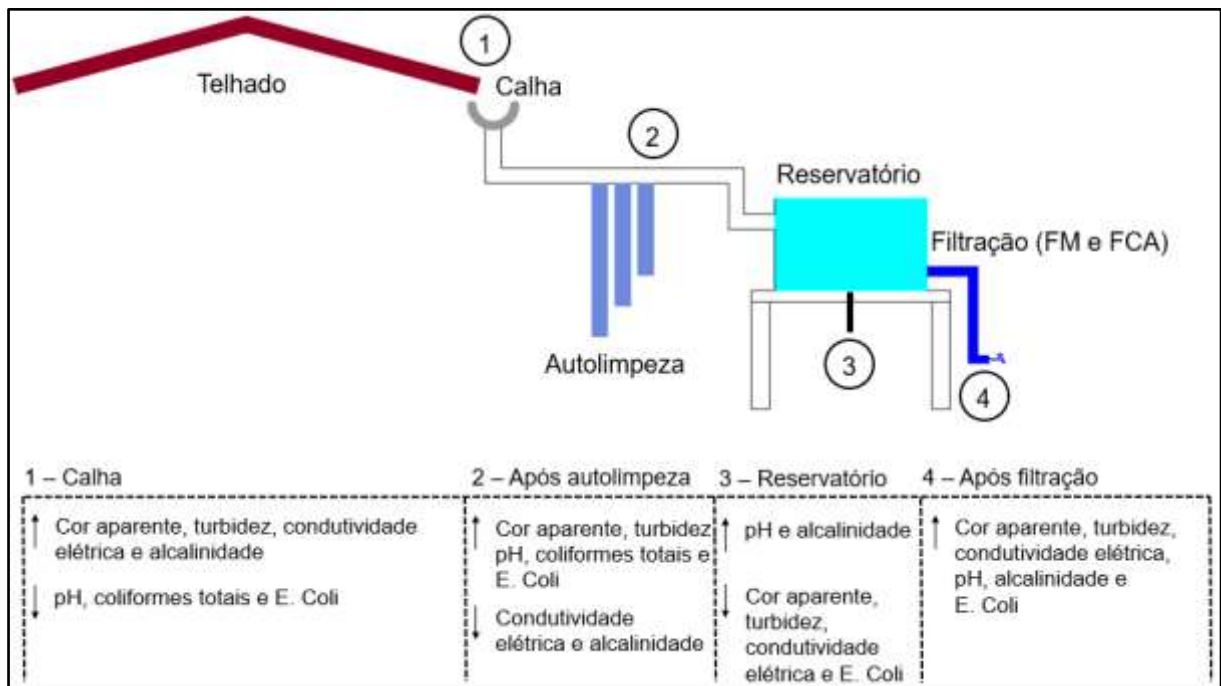 1
Telhado
Calha
2
Reservatório
Filtração (FM e FCA)
Autolimpeza
3
4
1 – Calha
↑ Cor aparente, turbidez, condutividade
elétrica e alcalinidade
↓ pH, coliformes totais e E. Coli
2 – Após autolimpeza
↑ Cor aparente, turbidez
pH, coliformes totais e
E. Coli
↓ Condutividade
elétrica e alcalinidade
3 – Reservatório
↑ pH e alcalinidade
↓ Cor aparente,
turbidez,
condutividade
elétrica e E. Coli
4 – Após filtração
↑ Cor aparente, turbidez,
condutividade elétrica,
pH, alcalinidade e
E. Coli